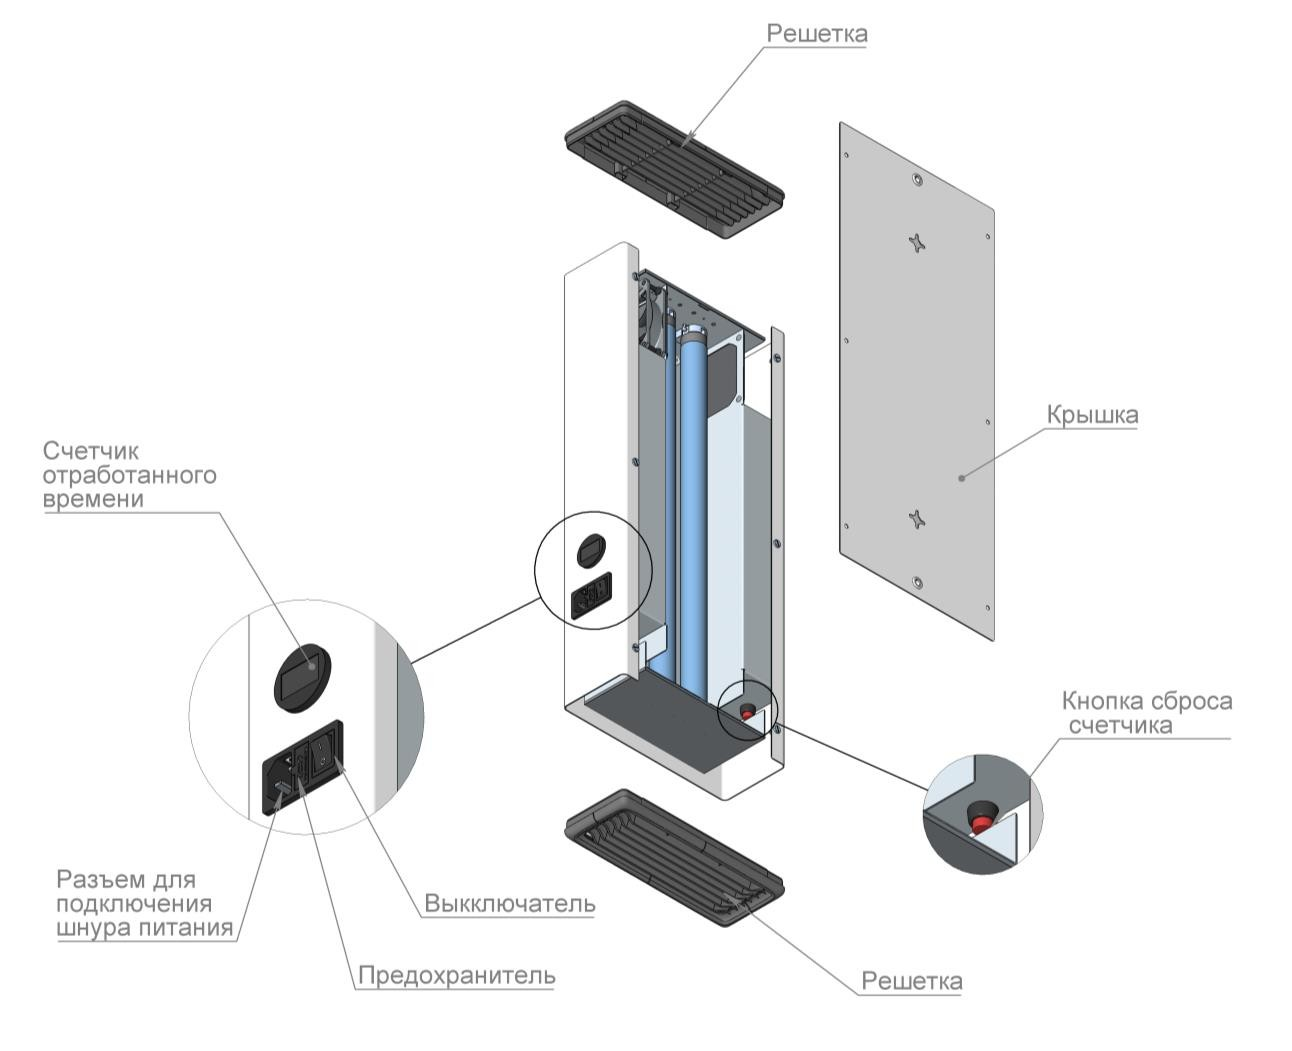 Решетка
Крышка
Счетчик
отработанного
времени
Кнопка сброса
счетчика
Разъем для
подключения
шнура питания
Выкключатель
Предохранитель
Решетка